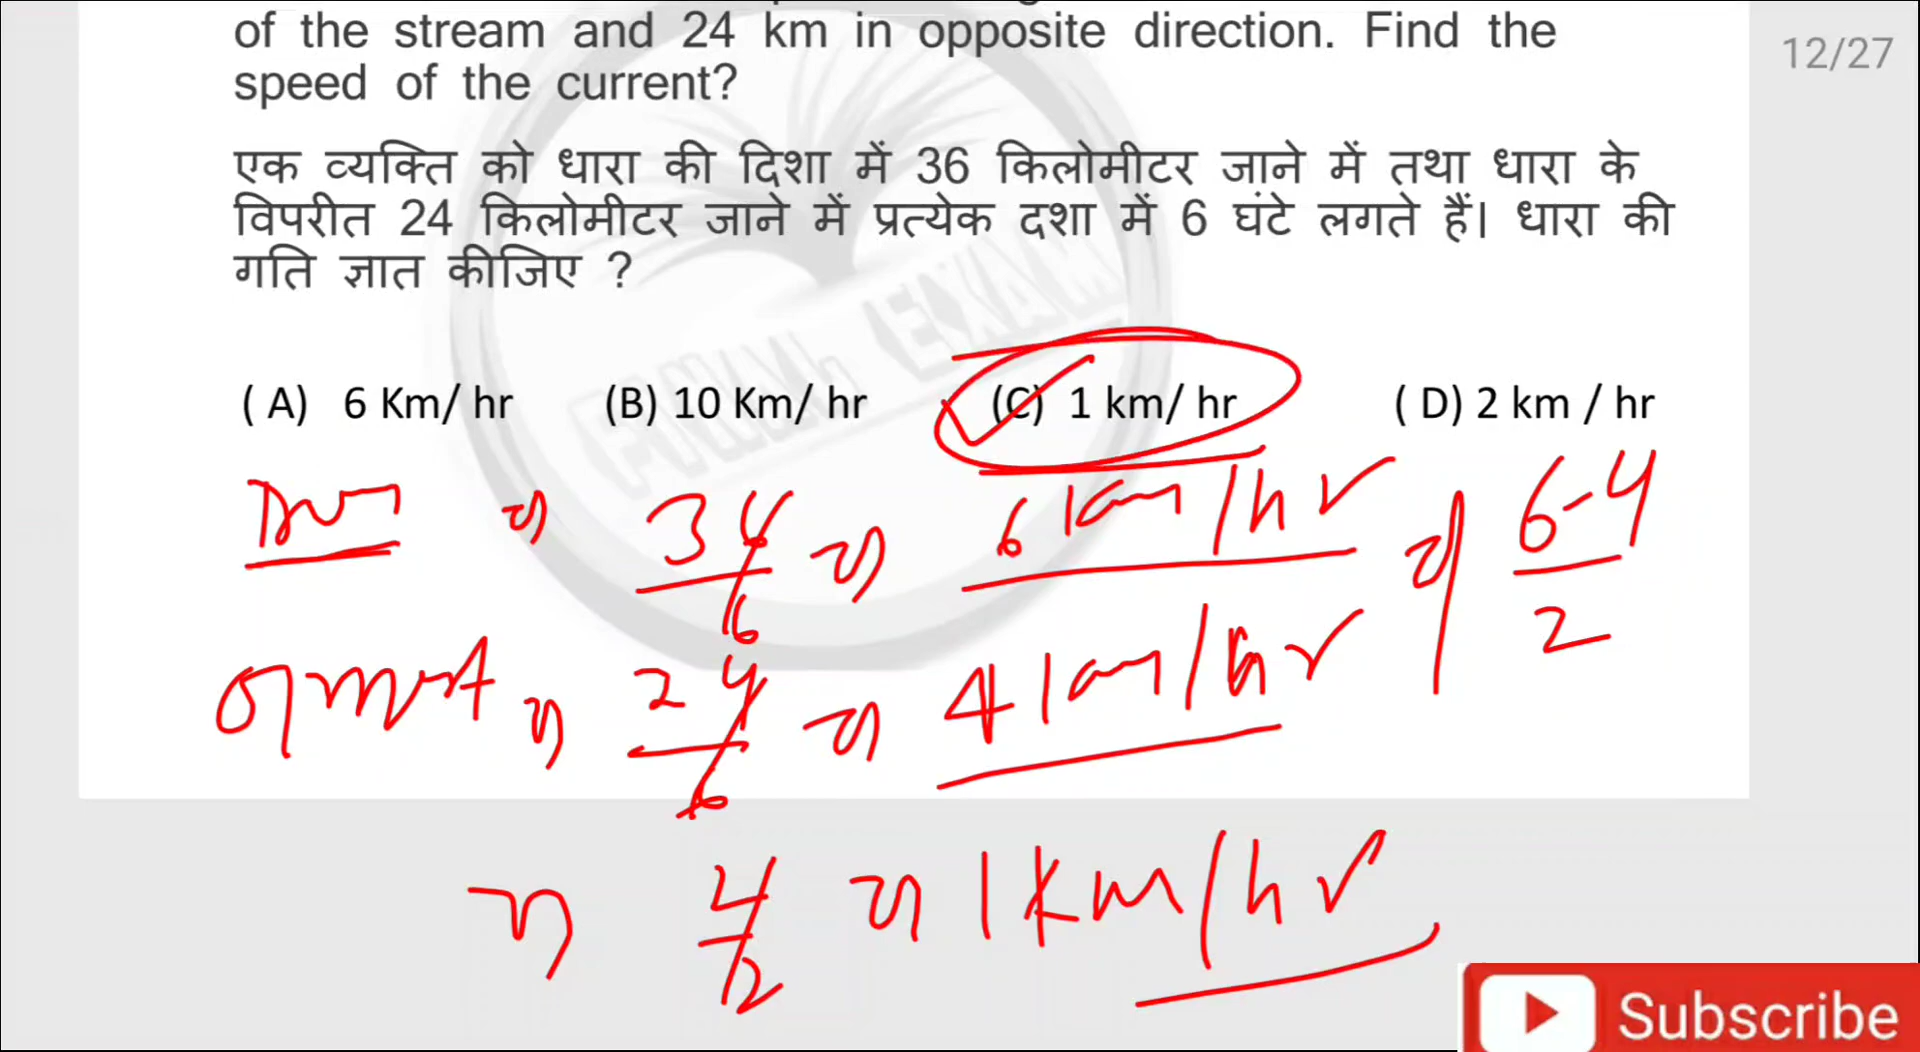 of the stream and 24 km in opposite direction. Find the
12/27
speed of the current?
एक व्यक्ति को धारा की दिशा में 36 किलोमीटर जाने में तथा धारा के
विपरीत 24 किलोमीटर जाने में प्रत्येक दशा में 6 घंटे लगते हैं। धारा की
गति ज्ञात कीजिए ?
FINAL EXAM
( A) 6 Km/ hr (B) 10 Km/ hr (C) 1 km/ hr ( D) 2 km / hr
⇒ 36/6 ⇒ 6 km/hr ⇒ 6-4/2
⇒ 24/6 ⇒ 4 km/hr
⇒ 2 ⇒ 1 km/hr
Subscribe